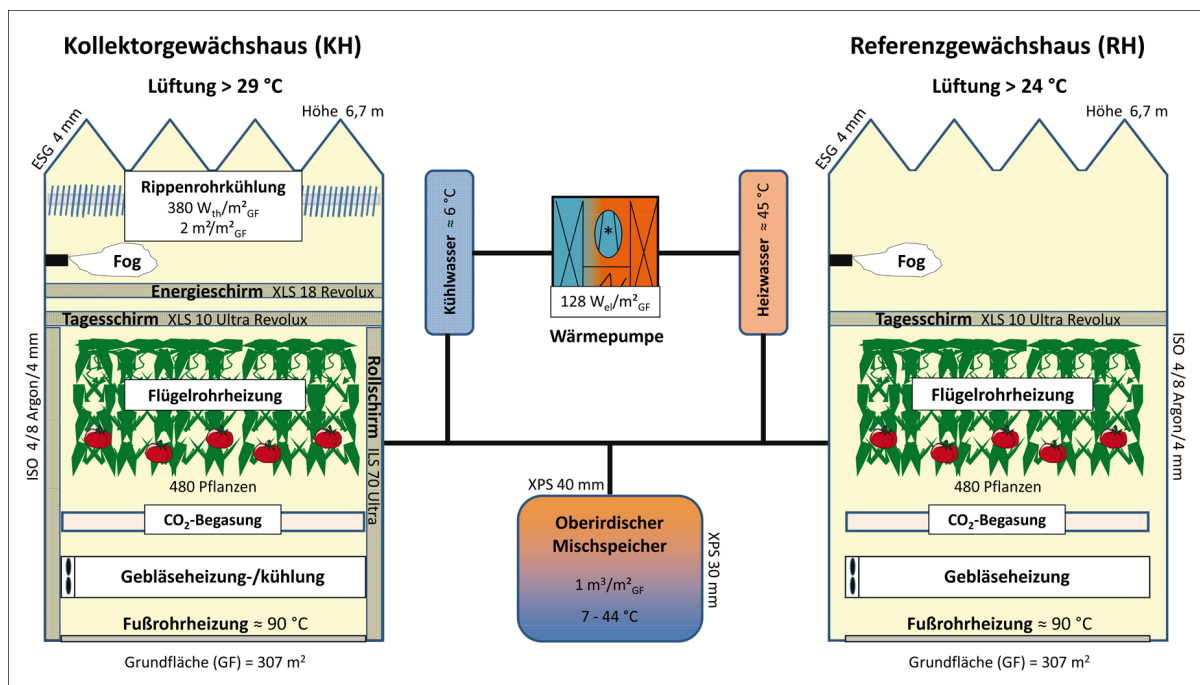 Kollektorgewächshaus (KH)
Lüftung > 29 °C
Höhe 6,7 m
ESG 4 mm
Rippenrohrkühlung
380 Wth/m²GF
2 m²/m²GF
Fog
Energieschirm XLS 18 Revolux
Tagesschirm XLS 10 Ultra Revolux
Rollschirm ILS 70 Ultra
ISO 4/8 Argon/4 mm
Flügelrohrheizung
480 Pflanzen
CO2-Begasung
Gebläseheizung-/kühlung
Fußrohrheizung ≈ 90 °C
Grundfläche (GF) = 307 m²
Kühlwasser ≈ 6 °C
128 Wel/m²GF
Wärmepumpe
Heizwasser ≈ 45 °C
XPS 40 mm
Oberirdischer
Mischspeicher
1 m³/m²GF
7 - 44 °C
XPS 30 mm
Referenzgewächshaus (RH)
Lüftung > 24 °C
Höhe 6,7 m
ESG 4 mm
Fog
Tagesschirm XLS 10 Ultra Revolux
ISO 4/8 Argon/4 mm
Flügelrohrheizung
480 Pflanzen
CO2-Begasung
Gebläseheizung
Fußrohrheizung ≈ 90 °C
Grundfläche (GF) = 307 m²